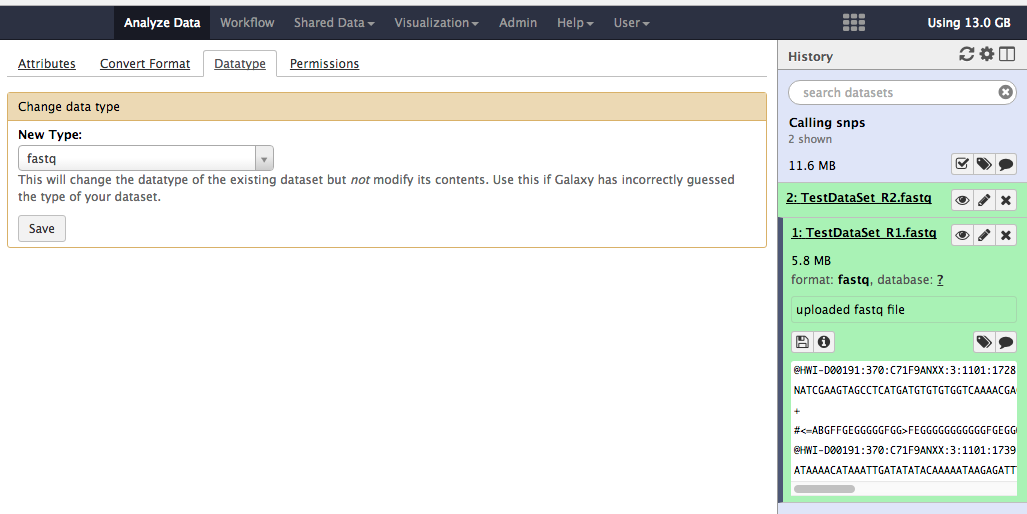 Analyze Data Workflow Shared Data Visualization Admin Help User Using 13.0 GB
Attributes Convert Format Datatype Permissions
Change data type
New Type:
fastq
This will change the datatype of the existing dataset but not modify its contents. Use this if Galaxy has incorrectly guessed
the type of your dataset.
Save
History
search datasets
Calling snps
2 shown
11.6 MB
2: TestDataSet_R2.fastq
1: TestDataSet_R1.fastq
5.8 MB
format: fastq, database: ?
uploaded fastq file
@HWI-D00191:370:C71F9ANXX:3:1101:1728
NATCGAAGTAGCCTCATGATGTGTGTGGTCAAAACGA
+
#<=ABGFFGEGGGGGFGG>FEGGGGGGGGGGGFGEGG
@HWI-D00191:370:C71F9ANXX:3:1101:1739
ATAAAACATAAATTGATATATACAAAAATAAGAGATT